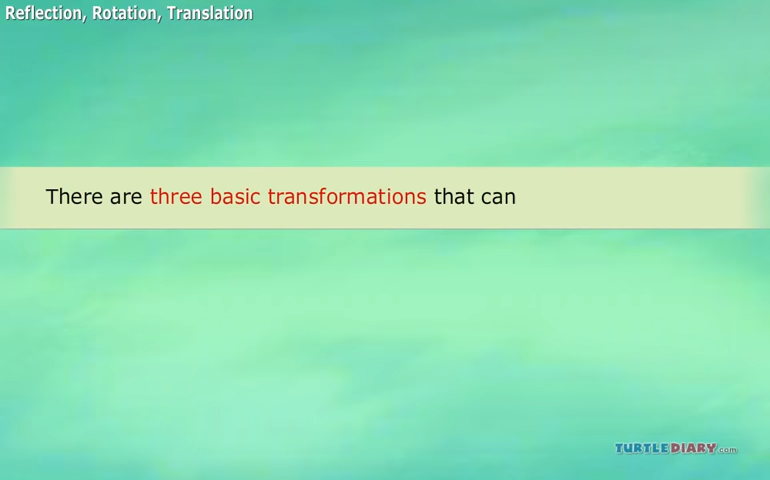 Reflection, Rotation, Translation
There are three basic transformations that can
TURTLEDIARY.com